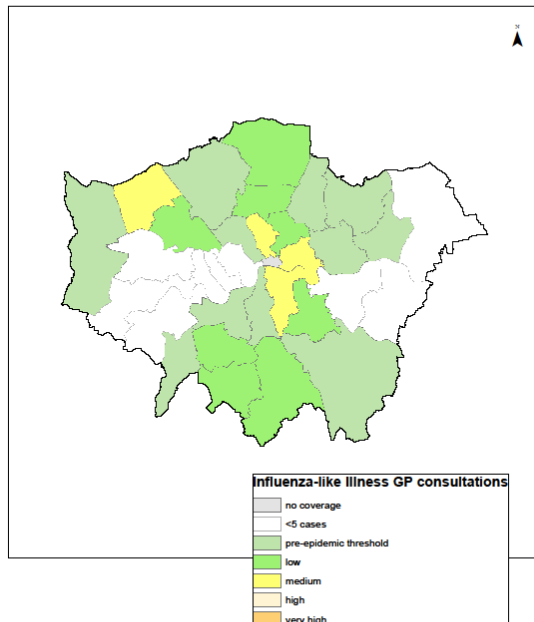 N
Influenza-like Illness GP consultations
no coverage
<5 cases
pre-epidemic threshold
low
medium
high
very high